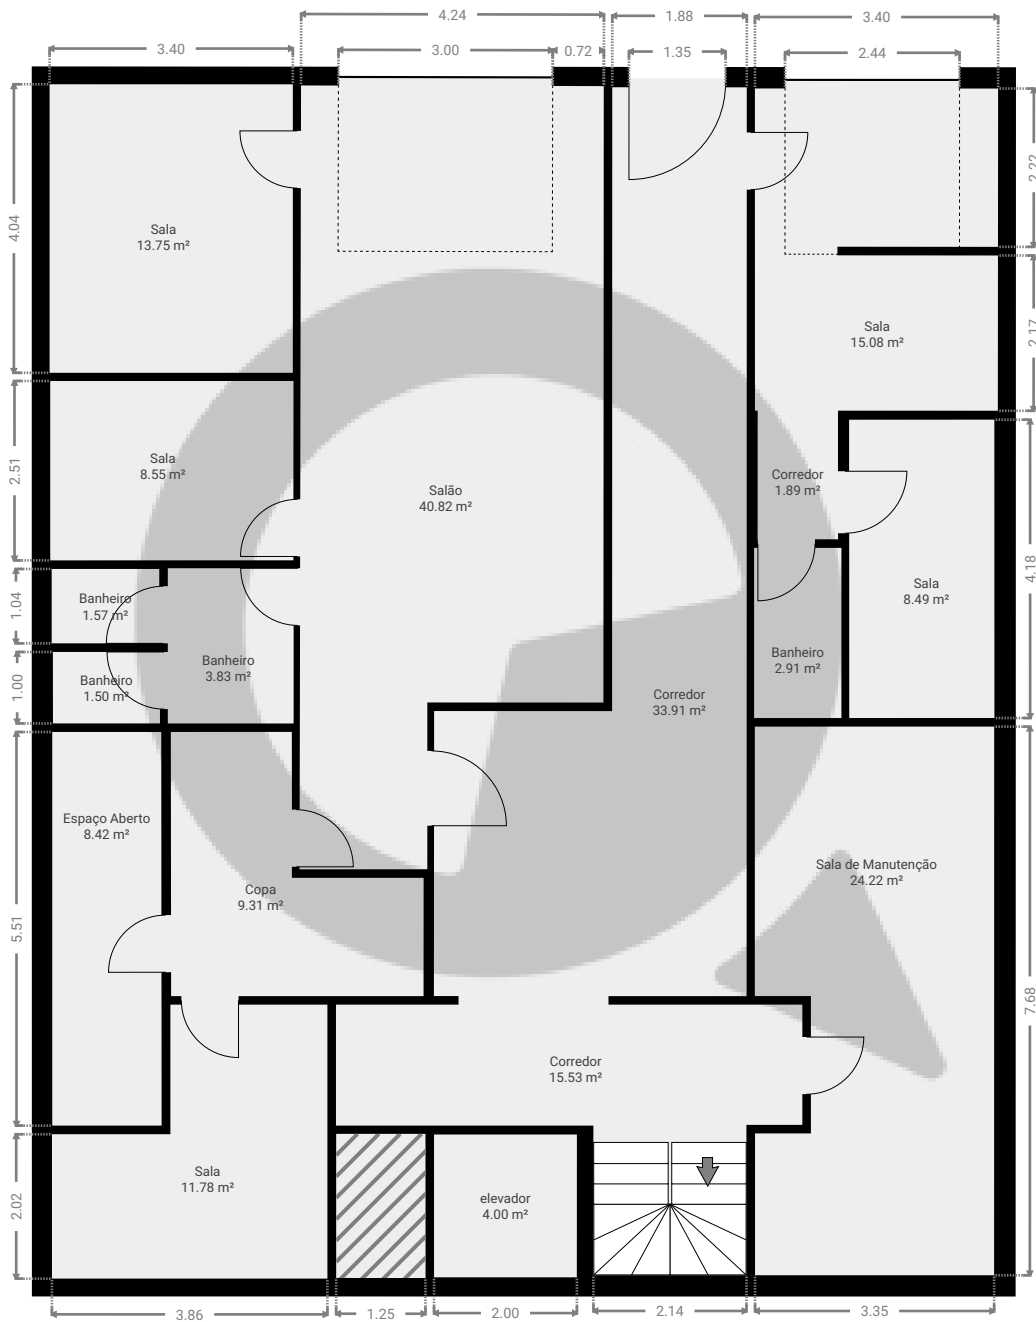 4.24
1.88
3.40
3.40
3.00
0.72
1.35
2.44
4.04
2.22
Sala
13.75 m²
Sala
15.08 m²
2.17
2.51
Sala
8.55 m²
Salão
40.82 m²
Corredor
1.89 m²
4.18
Sala
8.49 m²
1.04
Banheiro
1.57 m²
Banheiro
3.83 m²
Banheiro
2.91 m²
1.00
Banheiro
1.50 m²
Corredor
33.91 m²
Espaço Aberto
8.42 m²
5.51
Copa
9.31 m²
Sala de Manutenção
24.22 m²
7.68
Corredor
15.53 m²
2.02
Sala
11.78 m²
elevador
4.00 m²
3.86
1.25
2.00
2.14
3.35